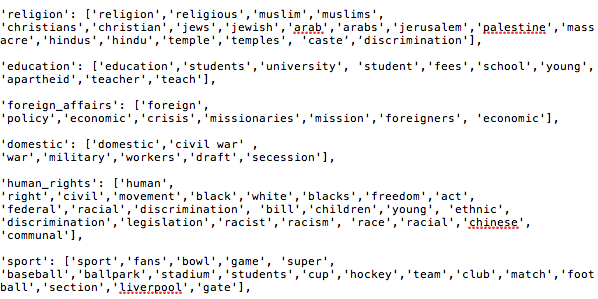 'religion': ['religion','religious','muslim','muslims',
'christians','christian','jews','jewish','arab','arabs','jerusalem','palestine','mass
acre','hindus','hindu','temple','temples', 'caste','discrimination'],
'education': ['education','students','university', 'student','fees','school','young',
'apartheid','teacher','teach'],
'foreign_affairs': ['foreign',
policy','economic','crisis','missionaries','mission','foreigners', 'economic'],
'domestic': ['domestic','civil war' ,
'war','military','workers','draft','secession'],
'human_rights': ['human',
'right','civil','movement','black','white','blacks','freedom','act',
'federal','racial','discrimination', 'bill','children','young', 'ethnic',
'discrimination','legislation','racist','racism', 'race','racial','chinese',
'communal'],
'sport': ['sport','fans','bowl','game', 'super',
'baseball','ballpark','stadium','students','cup','hockey','team','club','match','foot
ball','section','liverpool','gate'],